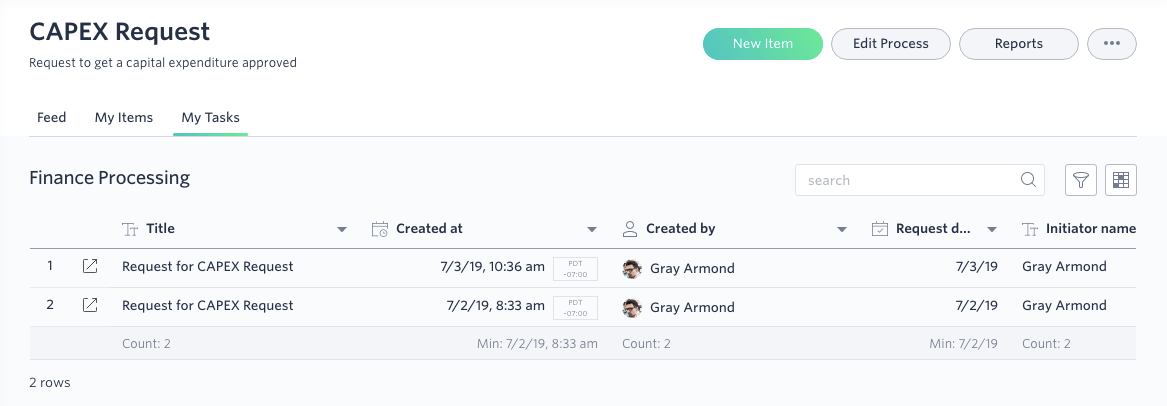 CAPEX Request
Request to get a capital expenditure approved
New Item Edit Process Reports
Feed My Items My Tasks
Finance Processing
search
Title Created at Created by Request d... Initiator name
1 Request for CAPEX Request 7/3/19, 10:36 am PDT -07:00 Gray Armond 7/3/19 Gray Armond
2 Request for CAPEX Request 7/2/19, 8:33 am PDT -07:00 Gray Armond 7/2/19 Gray Armond
Count: 2 Min: 7/2/19, 8:33 am Count: 2 Min: 7/2/19 Count: 2
2 rows